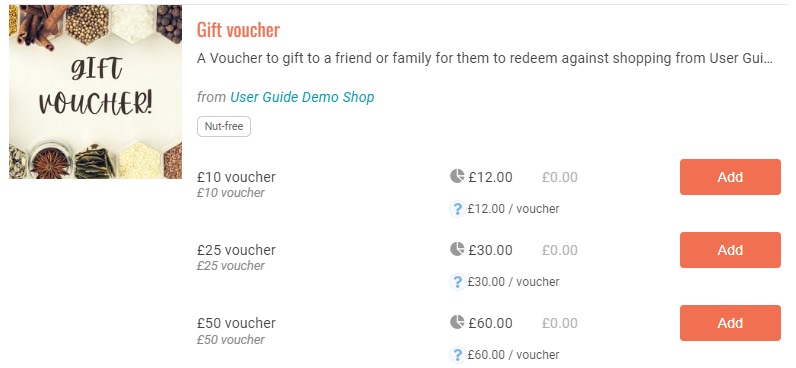 GIFT
VOUCHER!
Gift voucher
A Voucher to gift to a friend or family for them to redeem against shopping from User Gui...
from User Guide Demo Shop
Nut-free
£10 voucher £12.00 £0.00 Add
£10 voucher
? £12.00 / voucher
£25 voucher £30.00 £0.00 Add
£25 voucher
? £30.00 / voucher
£50 voucher £60.00 £0.00 Add
£50 voucher
? £60.00 / voucher